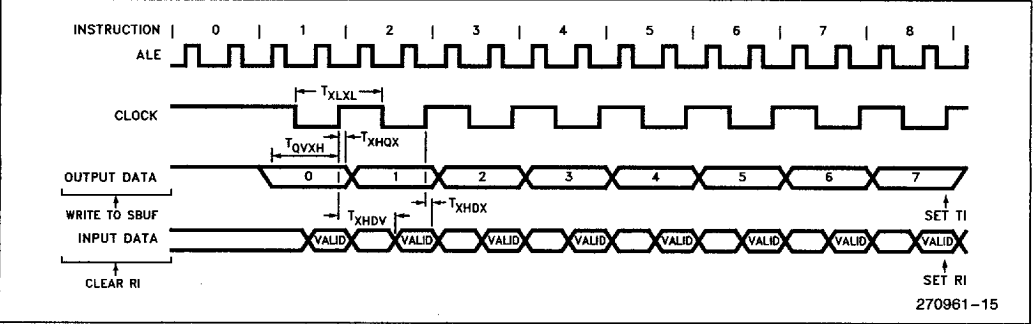 INSTRUCTION | 0 | 1 | 2 | 3 | 4 | 5 | 6 | 7 | 8 |
ALE
TXLXL
CLOCK
TQVXH
TXHQX
OUTPUT DATA 0 1 2 3 4 5 6 7
WRITE TO SBUF
TXHDV
TXHDX
SET TI
INPUT DATA VALID VALID VALID VALID VALID VALID VALID VALID
CLEAR RI
SET RI
270961-15